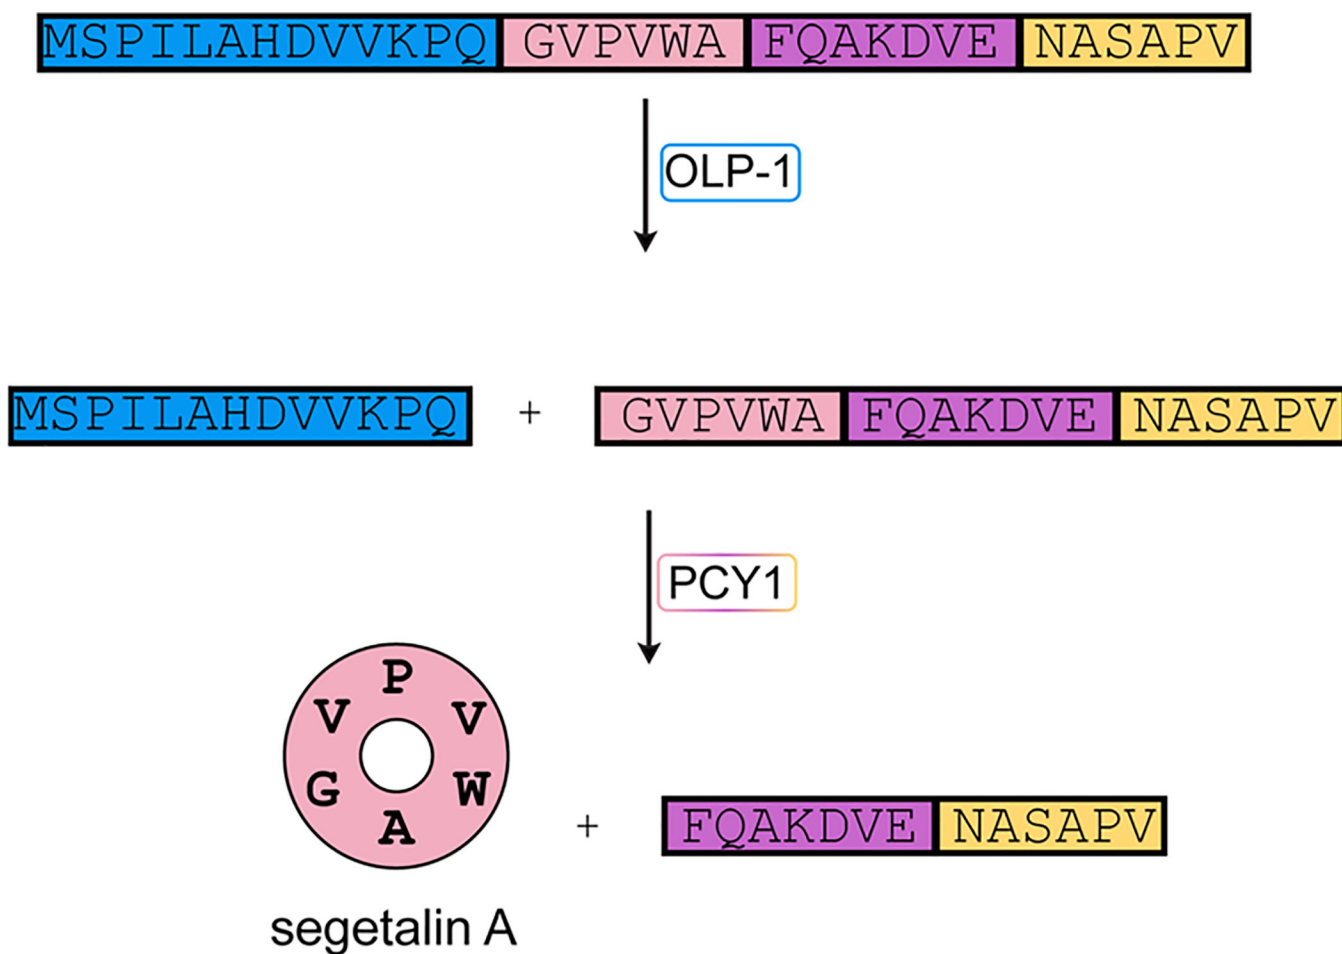 MSPILAHDVVKPQ GVPVWA FQAKDVE NASAPV
OLP-1
MSPILAHDVVKPQ + GVPVWA FQAKDVE NASAPV
PCY1
P
V V
G W
A
+ FQAKDVE NASAPV
segetalin A